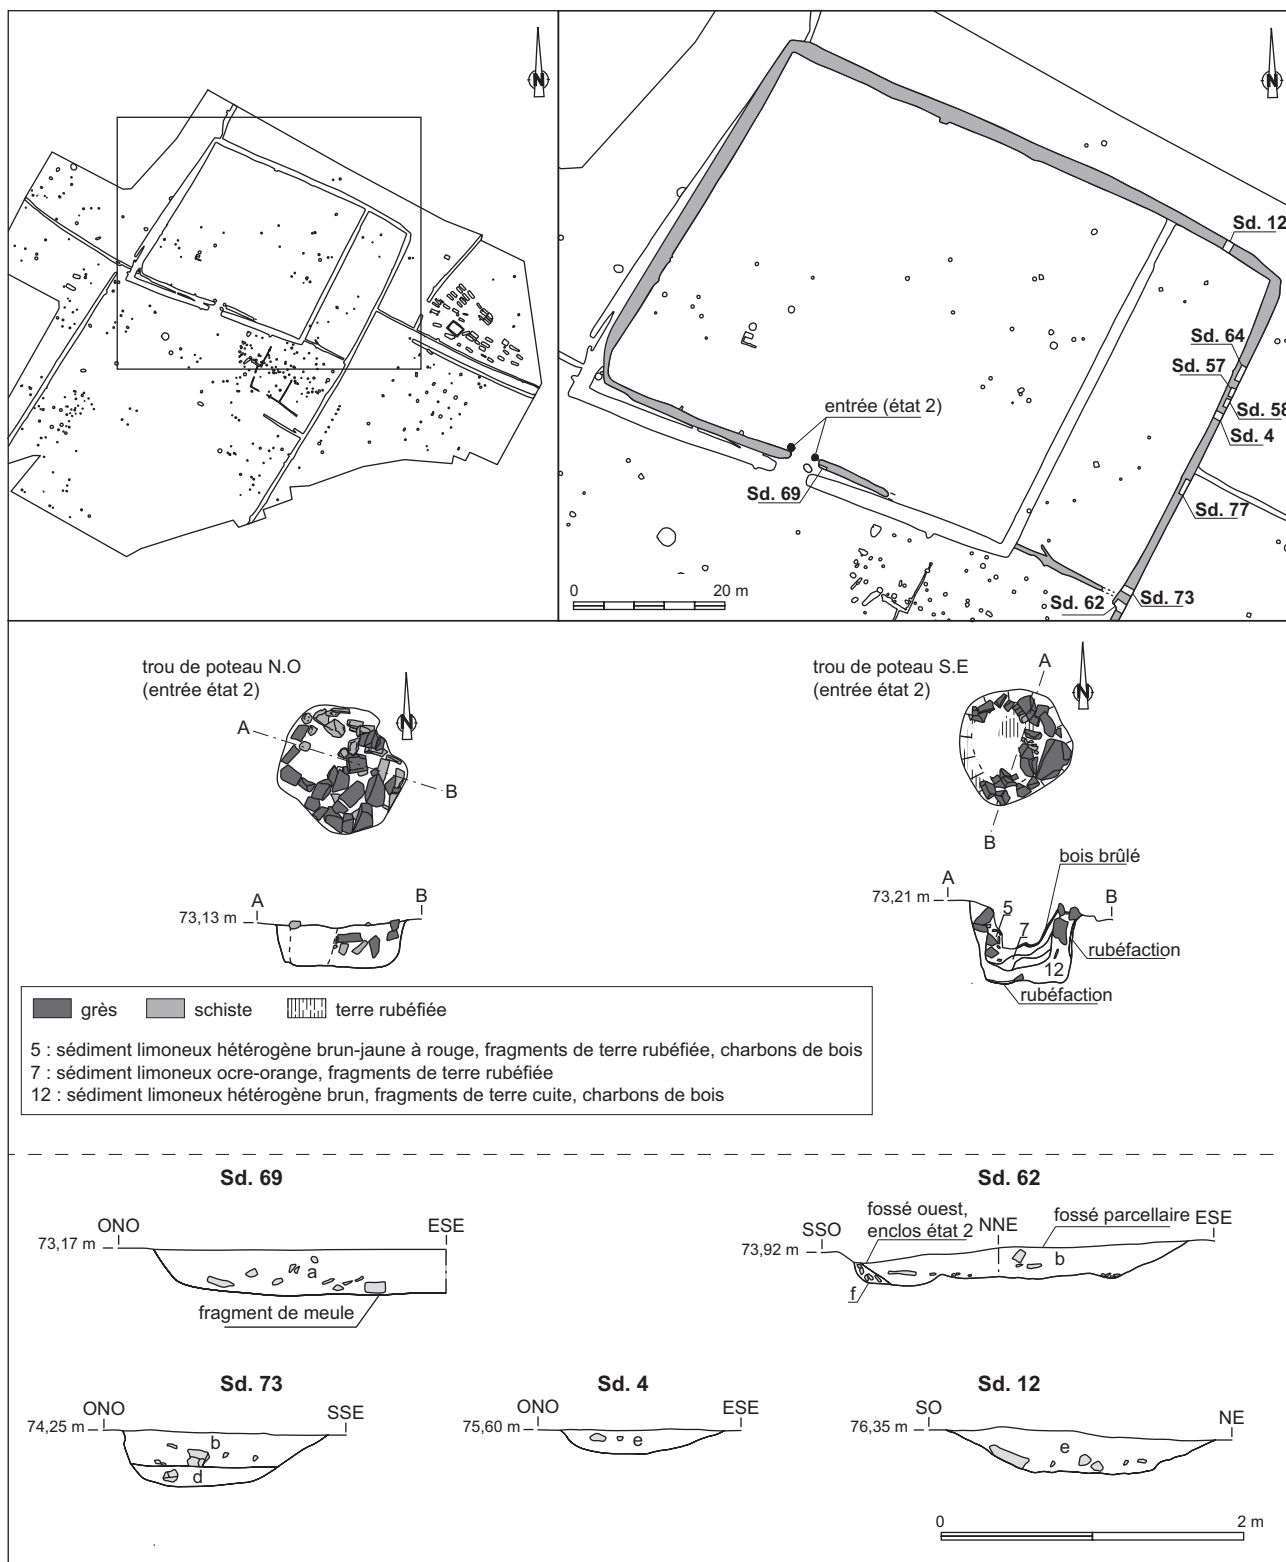 N
N
Sd. 12
Sd. 64
Sd. 57
Sd. 58
Sd. 4
entrée (état 2)
Sd. 69
Sd. 77
0 20 m
Sd. 62
Sd. 73
trou de poteau N.O
(entrée état 2)
N
A
B
trou de poteau S.E
(entrée état 2)
A
N
B
bois brûlé
A
B
73,13 m
A
73,21 m
B
5
7
12
rubéfaction
rubéfaction
grès schiste terre rubéfiée
5 : sédiment limoneux hétérogène brun-jaune à rouge, fragments de terre rubéfiée, charbons de bois
7 : sédiment limoneux ocre-orange, fragments de terre rubéfiée
12 : sédiment limoneux hétérogène brun, fragments de terre cuite, charbons de bois
Sd. 69
ONO
ESE
73,17 m
a
fragment de meule
Sd. 62
fossé ouest,
enclos état 2
SSO
NNE
fossé parcellaire
ESE
73,92 m
b
f
Sd. 73
ONO
SSE
74,25 m
b
d
Sd. 4
ONO
ESE
75,60 m
e
Sd. 12
SO
NE
76,35 m
e
0 2 m